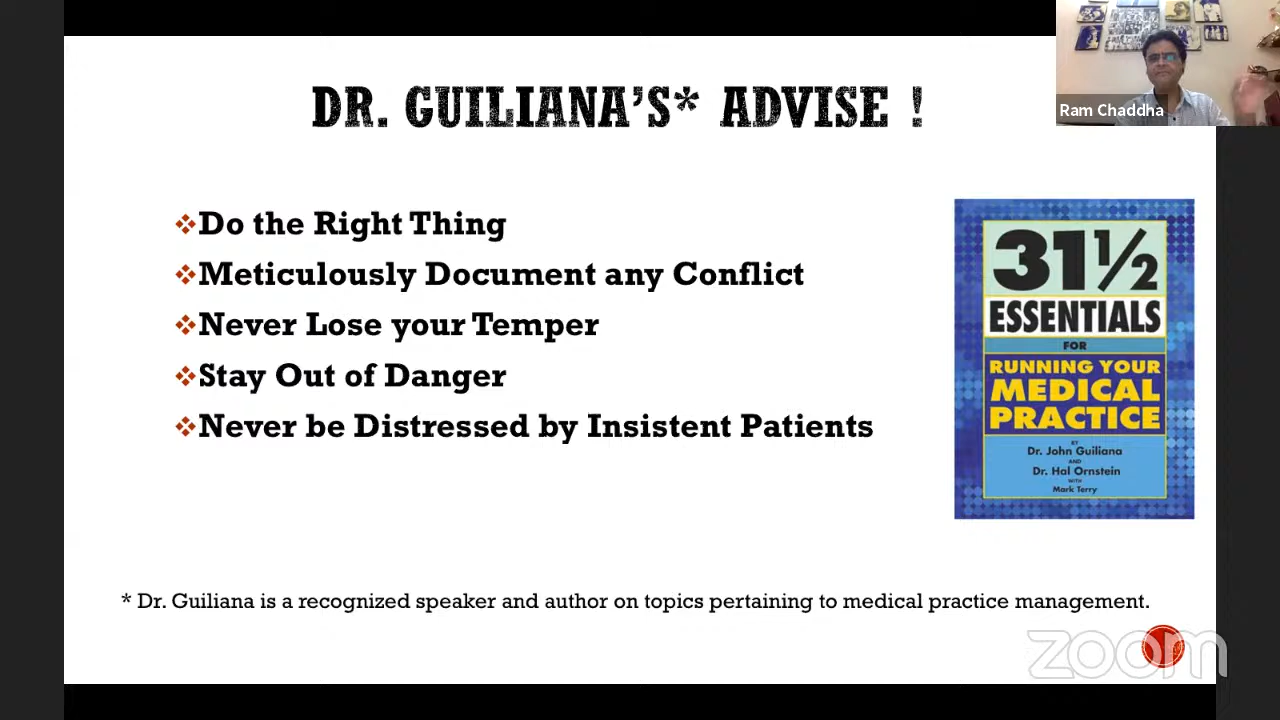 DR. GUILIANA'S* ADVISE !
Ram Chaddha
❖Do the Right Thing
❖Meticulously Document any Conflict
❖Never Lose your Temper
❖Stay Out of Danger
❖Never be Distressed by Insistent Patients
31½
ESSENTIALS
FOR
RUNNING YOUR
MEDICAL
PRACTICE
BY
Dr. John Guiliana
AND
Dr. Hal Ornstein
WITH
Mark Terry
* Dr. Guiliana is a recognized speaker and author on topics pertaining to medical practice management.
zoom